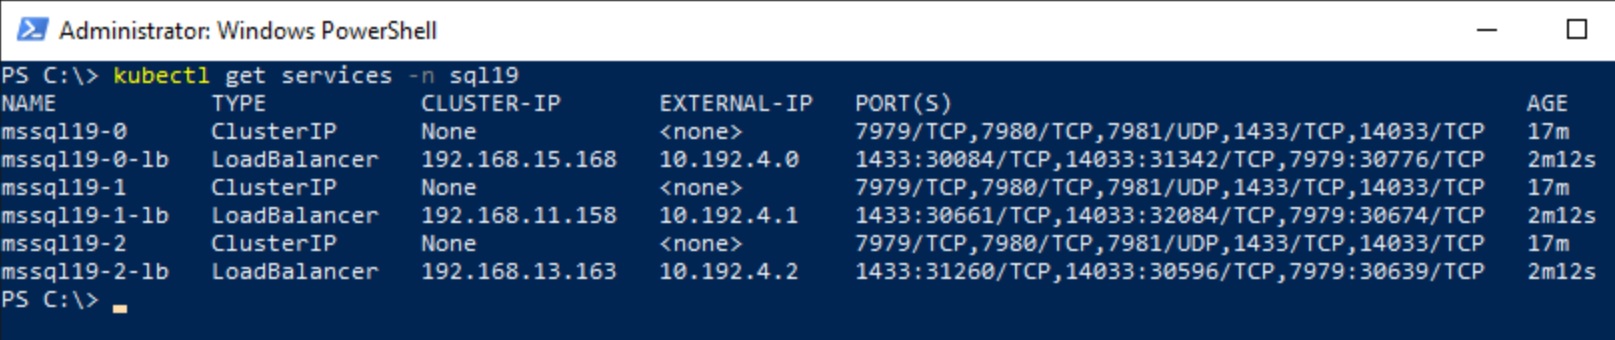 Administrator: Windows PowerShell
PS C:\> kubectl get services -n sql19
NAME TYPE CLUSTER-IP EXTERNAL-IP PORT(S) AGE
mssql19-0 ClusterIP None <none> 7979/TCP,7980/TCP,7981/UDP,1433/TCP,14033/TCP 17m
mssql19-0-lb LoadBalancer 192.168.15.168 10.192.4.0 1433:30084/TCP,14033:31342/TCP,7979:30776/TCP 2m12s
mssql19-1 ClusterIP None <none> 7979/TCP,7980/TCP,7981/UDP,1433/TCP,14033/TCP 17m
mssql19-1-lb LoadBalancer 192.168.11.158 10.192.4.1 1433:30661/TCP,14033:32084/TCP,7979:30674/TCP 2m12s
mssql19-2 ClusterIP None <none> 7979/TCP,7980/TCP,7981/UDP,1433/TCP,14033/TCP 17m
mssql19-2-lb LoadBalancer 192.168.13.163 10.192.4.2 1433:31260/TCP,14033:30596/TCP,7979:30639/TCP 2m12s
PS C:\>